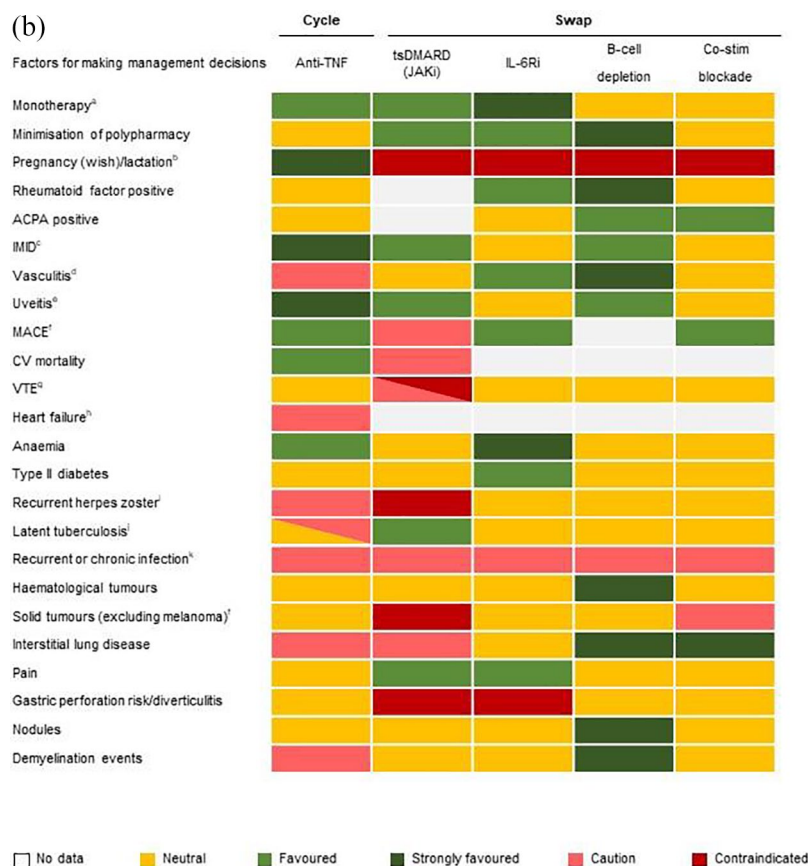 (b)
Cycle Swap
Factors for making management decisions Anti-TNF tsDMARD (JAKi) IL-6Ri B-cell depletion Co-stim blockade
Monotherapyᵃ
Minimisation of polypharmacy
Pregnancy (wish)/lactationᵇ
Rheumatoid factor positive
ACPA positive
IMIDᶜ
Vasculitisᵈ
Uveitisᵉ
MACEᶠ
CV mortality
VTEᵍ
Heart failureʰ
Anaemia
Type II diabetes
Recurrent herpes zosterⁱ
Latent tuberculosisʲ
Recurrent or chronic infectionᵏ
Haematological tumours
Solid tumours (excluding melanoma)ᶠ
Interstitial lung disease
Pain
Gastric perforation risk/diverticulitis
Nodules
Demyelination events
No data Neutral Favoured Strongly favoured Caution Contraindicated